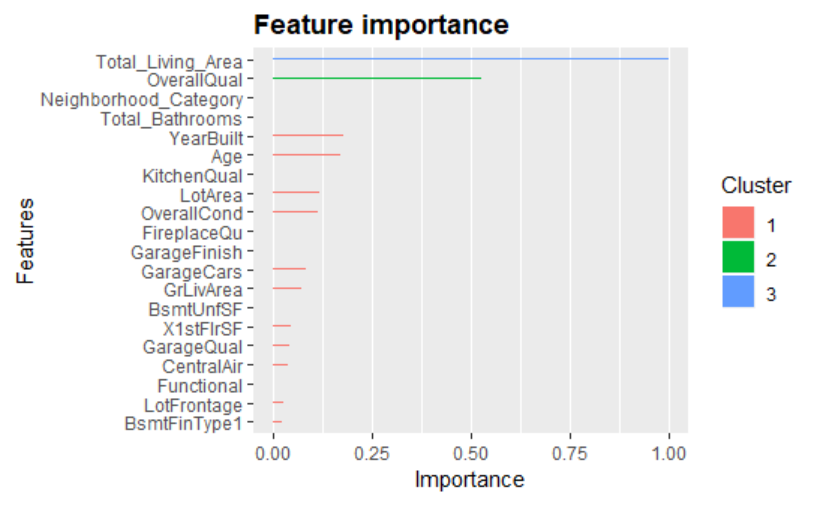 Feature importance
Total_Living_Area
OverallQual
Neighborhood_Category
Total_Bathrooms
YearBuilt
Age
KitchenQual
LotArea
OverallCond
FireplaceQu
GarageFinish
GarageCars
GrLivArea
BsmtUnfSF
X1stFlrSF
GarageQual
CentralAir
Functional
LotFrontage
BsmtFinType1
Features
0.00 0.25 0.50 0.75 1.00
Importance
Cluster
1
2
3